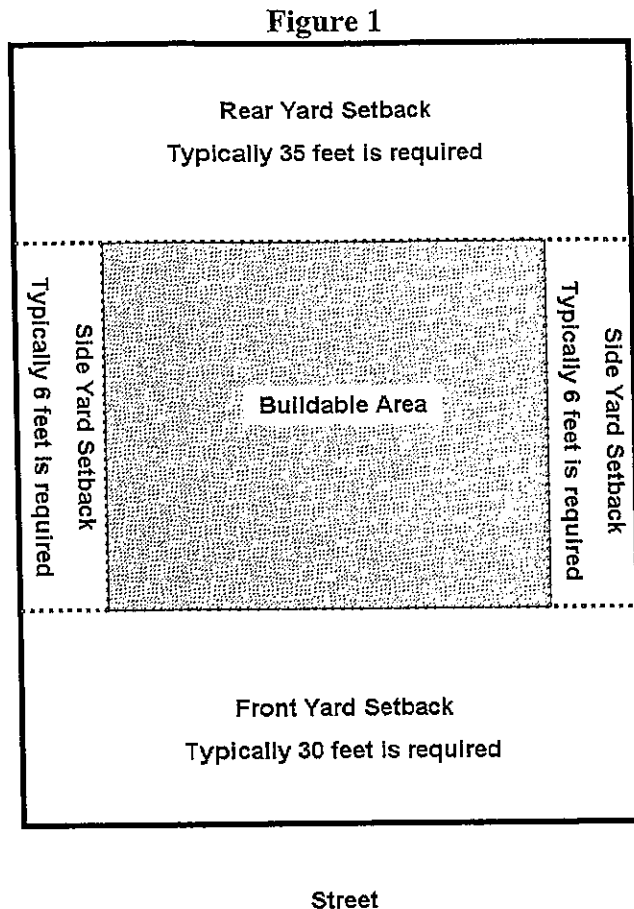 Figure 1
Rear Yard Setback
Typically 35 feet is required
Side Yard Setback
Typically 6 feet is required
Buildable Area
Side Yard Setback
Typically 6 feet is required
Front Yard Setback
Typically 30 feet is required
Street